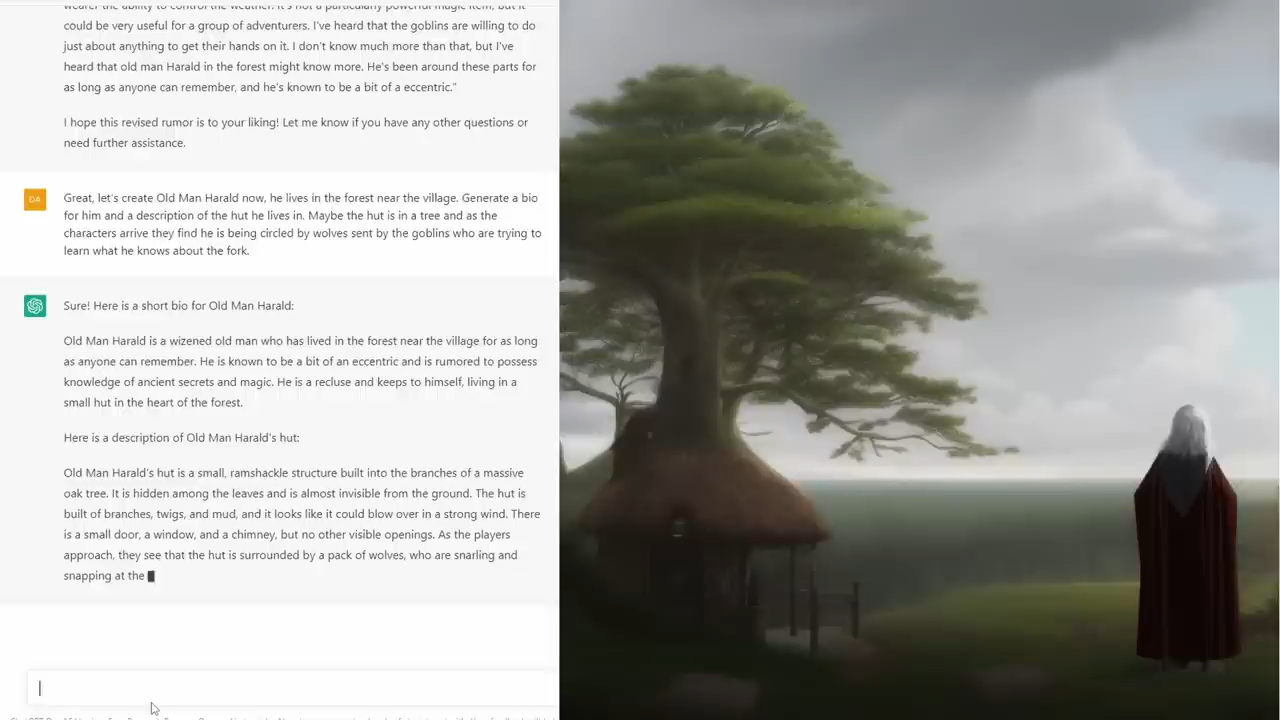 wearer the ability to control the weather. It's not a particularly powerful magic item, but it
could be very useful for a group of adventurers. I've heard that the goblins are willing to do
just about anything to get their hands on it. I don't know much more than that, but I've
heard that old man Harald in the forest might know more. He's been around these parts for
as long as anyone can remember, and he's known to be a bit of a eccentric."
I hope this revised rumor is to your liking! Let me know if you have any other questions or
need further assistance.
DA
Great, let's create Old Man Harald now, he lives in the forest near the village. Generate a bio
for him and a description of the hut he lives in. Maybe the hut is in a tree and as the
characters arrive they find he is being circled by wolves sent by the goblins who are trying to
learn what he knows about the fork.
Sure! Here is a short bio for Old Man Harald:
Old Man Harald is a wizened old man who has lived in the forest near the village for as long
as anyone can remember. He is known to be a bit of an eccentric and is rumored to possess
knowledge of ancient secrets and magic. He is a recluse and keeps to himself, living in a
small hut in the heart of the forest.
Here is a description of Old Man Harald's hut:
Old Man Harald's hut is a small, ramshackle structure built into the branches of a massive
oak tree. It is hidden among the leaves and is almost invisible from the ground. The hut is
built of branches, twigs, and mud, and it looks like it could blow over in a strong wind. There
is a small door, a window, and a chimney, but no other visible openings. As the players
approach, they see that the hut is surrounded by a pack of wolves, who are snarling and
snapping at the